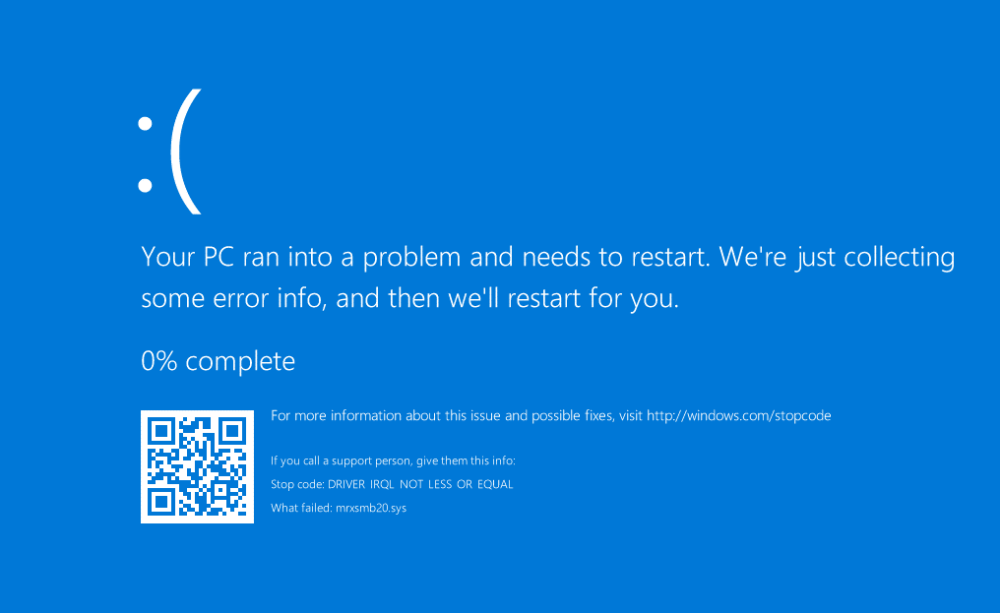 :(
Your PC ran into a problem and needs to restart. We're just collecting
some error info, and then we'll restart for you.
0% complete
For more information about this issue and possible fixes, visit http://windows.com/stopcode
If you call a support person, give them this info:
Stop code: DRIVER IRQL NOT LESS OR EQUAL
What failed: mrxsmb20.sys